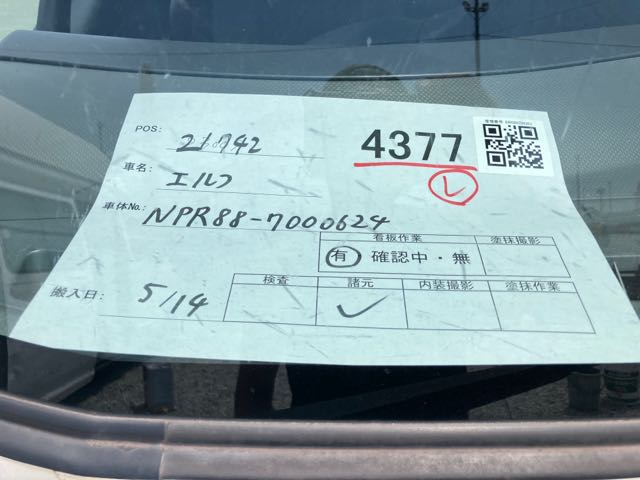 POS: 21742
4377
車名: エルフ
Ⓛ
車体No: NPR88-7000624
看板作業 塗抹撮影
有 確認中・無
搬入日: 5/14
検査 諸元 内装撮影 塗抹作業
✓